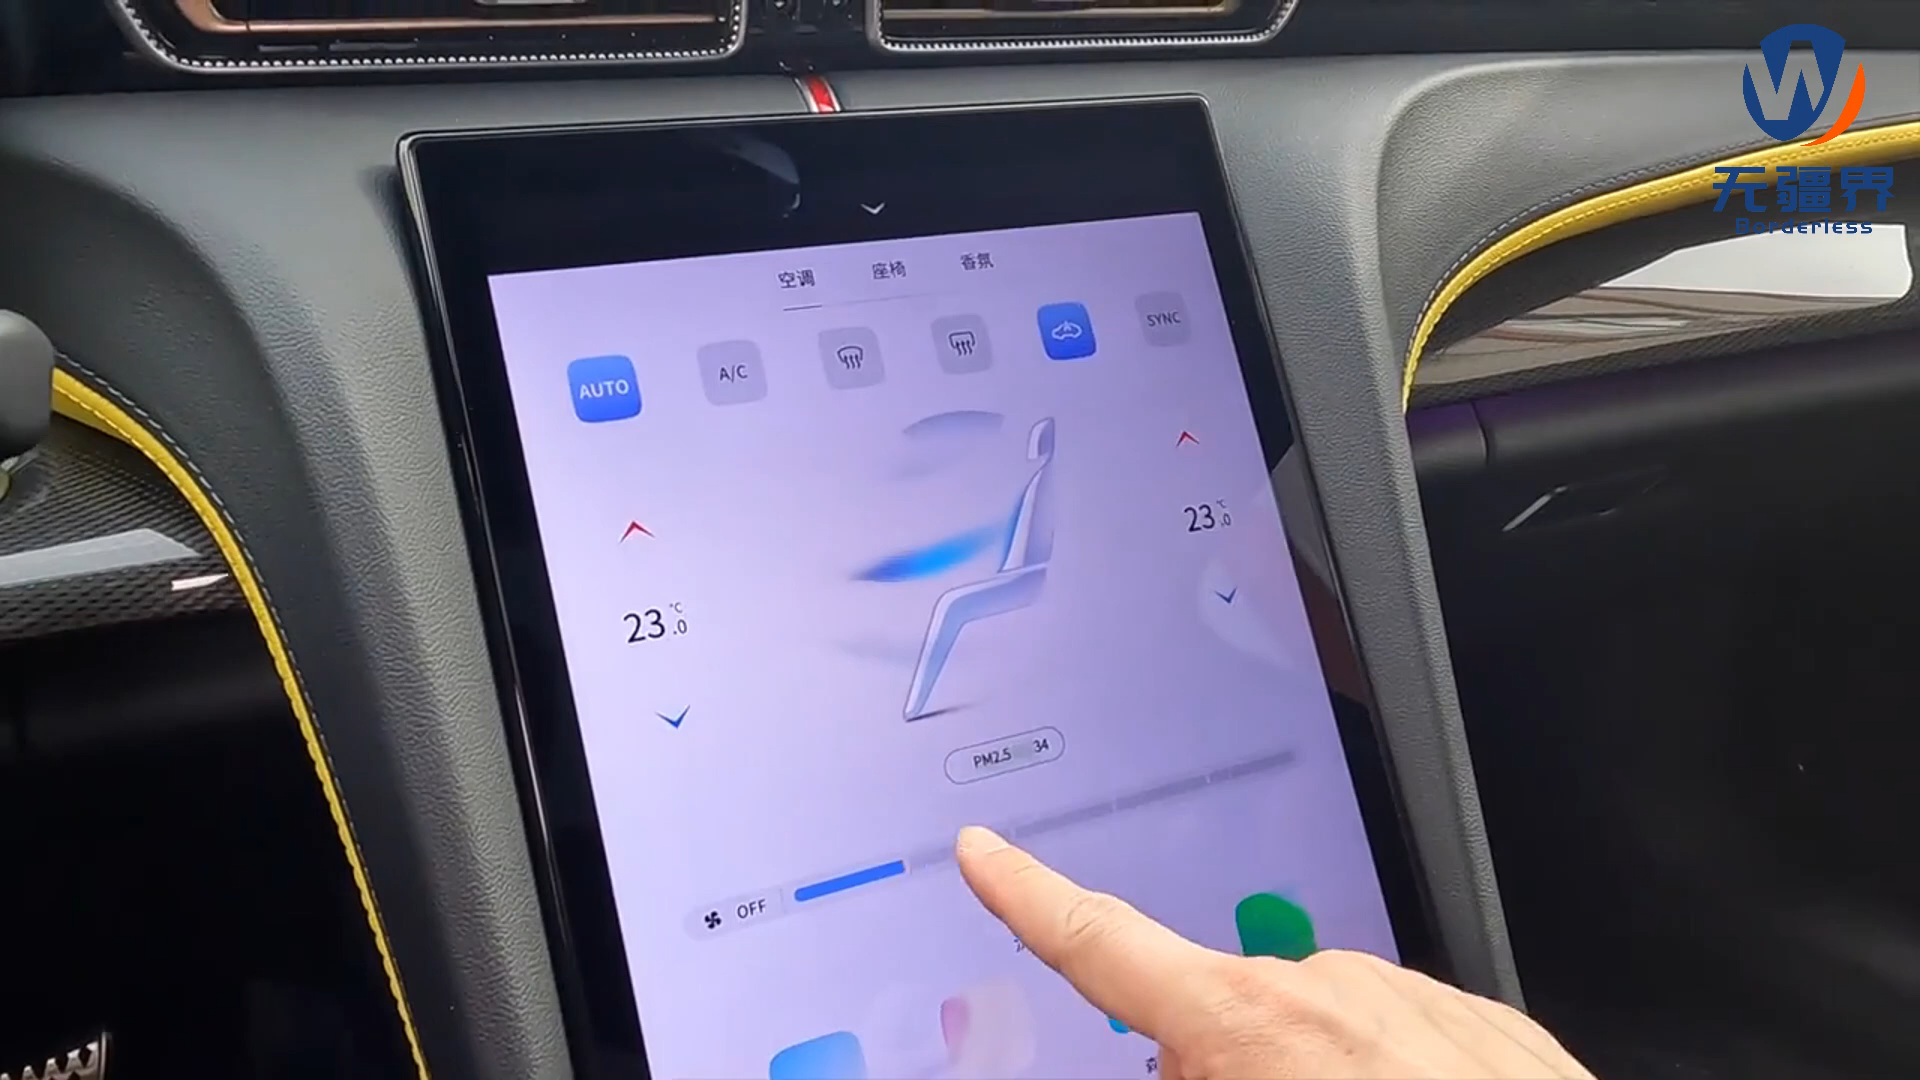 无疆界
Borderless
空调
座椅
香氛
AUTO
A/C
SYNC
23.0 ℃
23.0 ℃
PM2.5 34
OFF